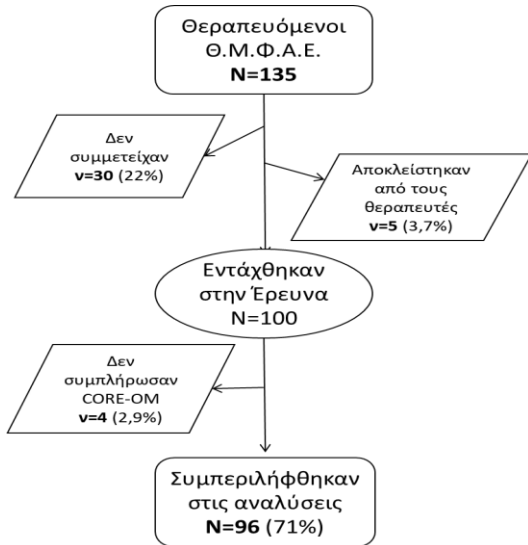 Θεραπευόμενοι
Θ.Μ.Φ.Α.Ε.
Ν=135
Δεν
συμμετείχαν
ν=30 (22%)
Αποκλείστηκαν
από τους
θεραπευτές
ν=5 (3,7%)
Εντάχθηκαν
στην Έρευνα
Ν=100
Δεν
συμπλήρωσαν
CORE-OM
ν=4 (2,9%)
Συμπεριλήφθηκαν
στις αναλύσεις
Ν=96 (71%)